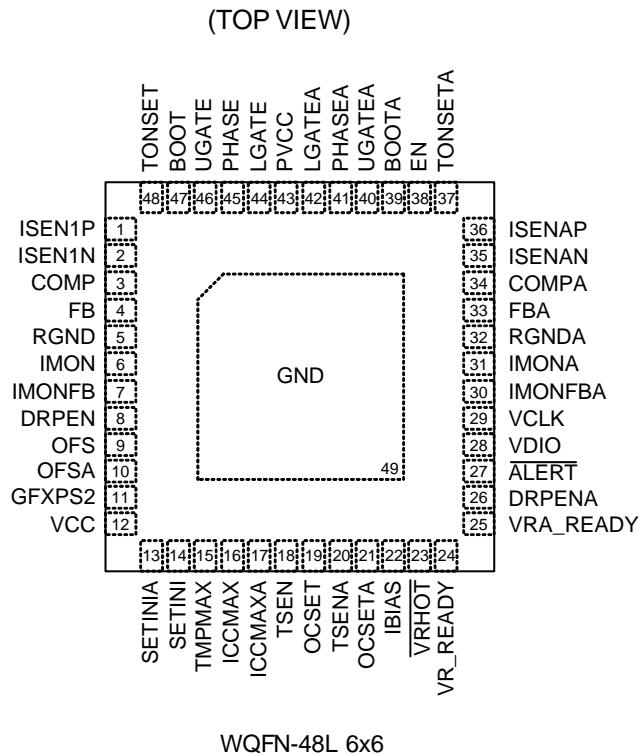 (TOP VIEW)
TONSET
BOOT
UGATE
PHASE
LGATE
PVCC
LGATEA
PHASEA
UGATEA
BOOTA
EN
TONSETA
48 47 46 45 44 43 42 41 40 39 38 37
ISEN1P 1 36 ISENAP
ISEN1N 2 35 ISENAN
COMP 3 34 COMPA
FB 4 33 FBA
RGND 5 32 RGNDA
IMON 6 31 IMONA
GND
IMONFB 7 30 IMONFBA
DRPEN 8 29 VCLK
OFS 9 28 VDIO
OFSA 10 49 27 ALERT
GFXPS2 11 26 DRPENA
VCC 12 25 VRA_READY
13 14 15 16 17 18 19 20 21 22 23 24
SETINIA
SETINI
TMPMAX
ICCMAX
ICCMAXA
TSEN
OCSET
TSENA
OCSETA
IBIAS
VRHOT
VR_READY
WQFN-48L 6x6